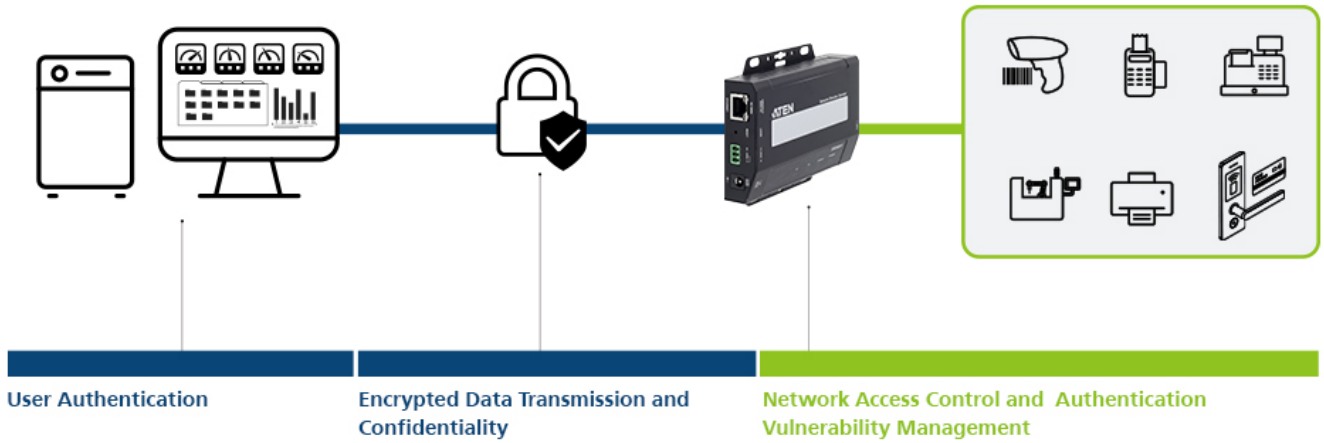 ATEN
User Authentication
Encrypted Data Transmission and
Confidentiality
Network Access Control and Authentication
Vulnerability Management